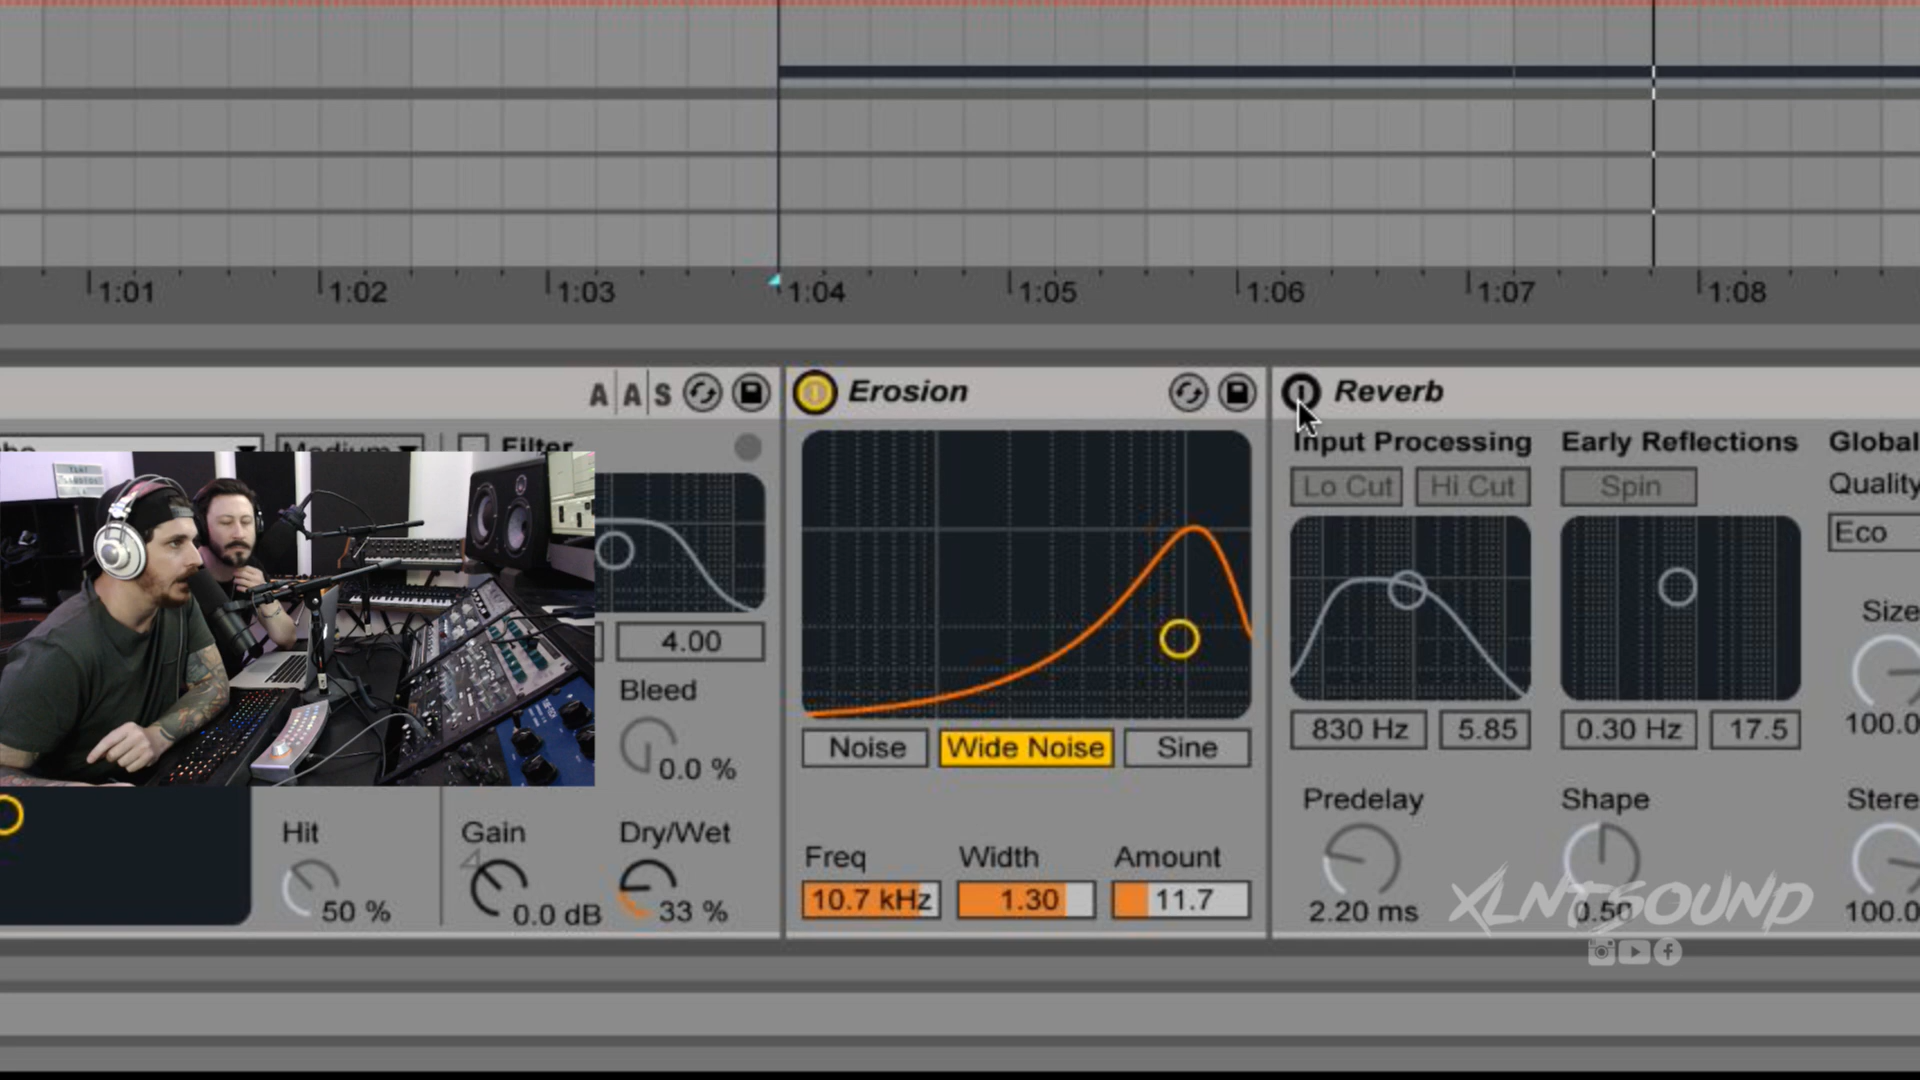 1:01 1:02 1:03 1:04 1:05 1:06 1:07 1:08
A A S Erosion Reverb
Medium Filter
Input Processing Early Reflections Global
Lo Cut Hi Cut Spin Quality
Eco
4.00
Size
Bleed
0.0 %
Noise Wide Noise Sine
830 Hz 5.85 0.30 Hz 17.5 100.0
Hit Gain Dry/Wet
Freq Width Amount
Predelay Shape Stere
50 % 4 0.0 dB 33 %
10.7 kHz 1.30 11.7
2.20 ms 0.50 100.0
XLNTSOUND